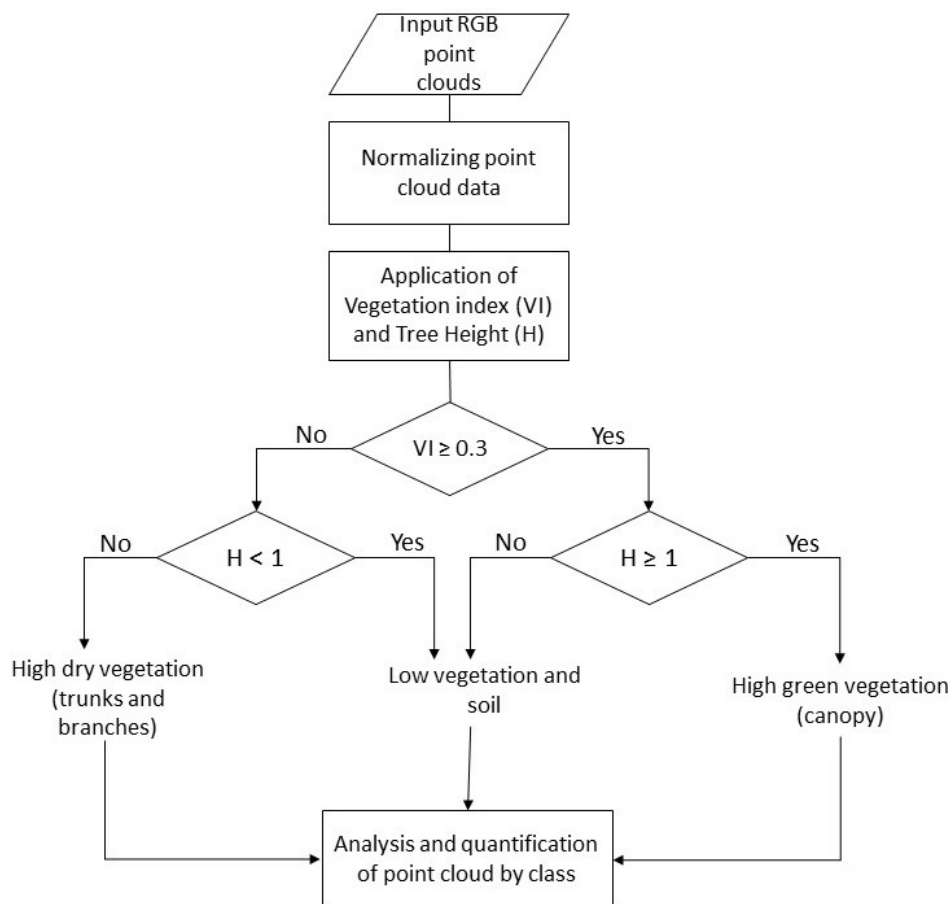 Input RGB
point
clouds
Normalizing point
cloud data
Application of
Vegetation index (VI)
and Tree Height (H)
No
VI ≥ 0.3
Yes
No
H < 1
Yes
No
H ≥ 1
Yes
High dry vegetation
(trunks and
branches)
Low vegetation and
soil
High green vegetation
(canopy)
Analysis and quantification
of point cloud by class